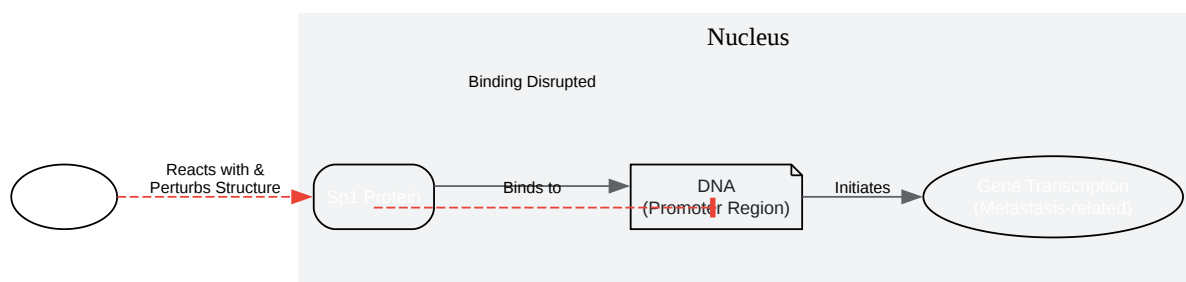 Nucleus
Binding Disrupted
Reacts with &
Perturbs Structure
Sp1 Protein
Binds to
DNA
(Promoter Region)
Initiates
Gene Transcription
(Metastasis-related)